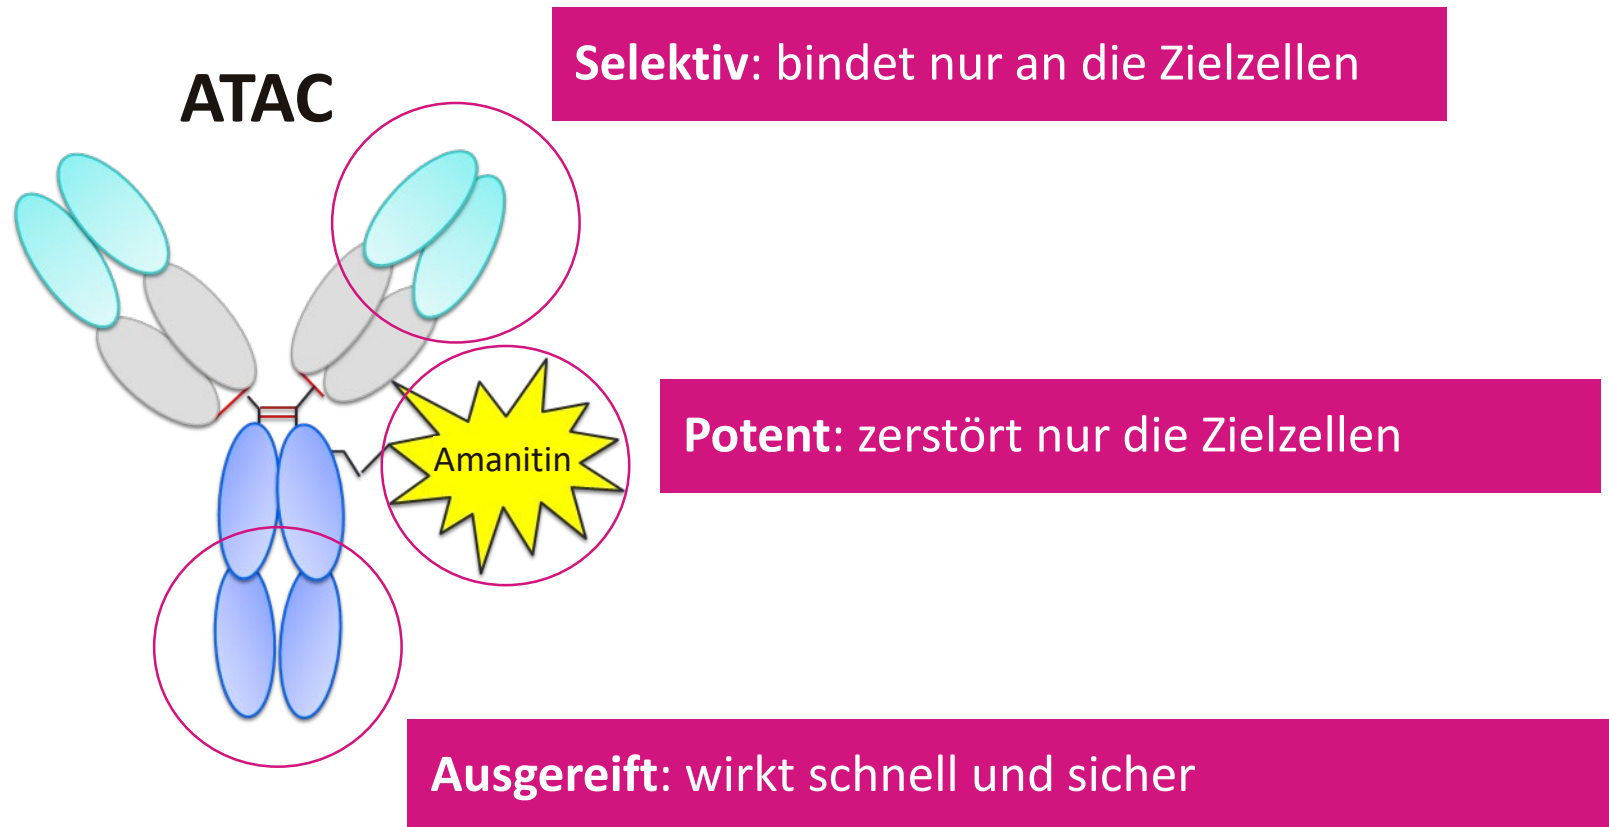 ATAC
Selektiv: bindet nur an die Zielzellen
Potent: zerstört nur die Zielzellen
Amanitin
Ausgereift: wirkt schnell und sicher